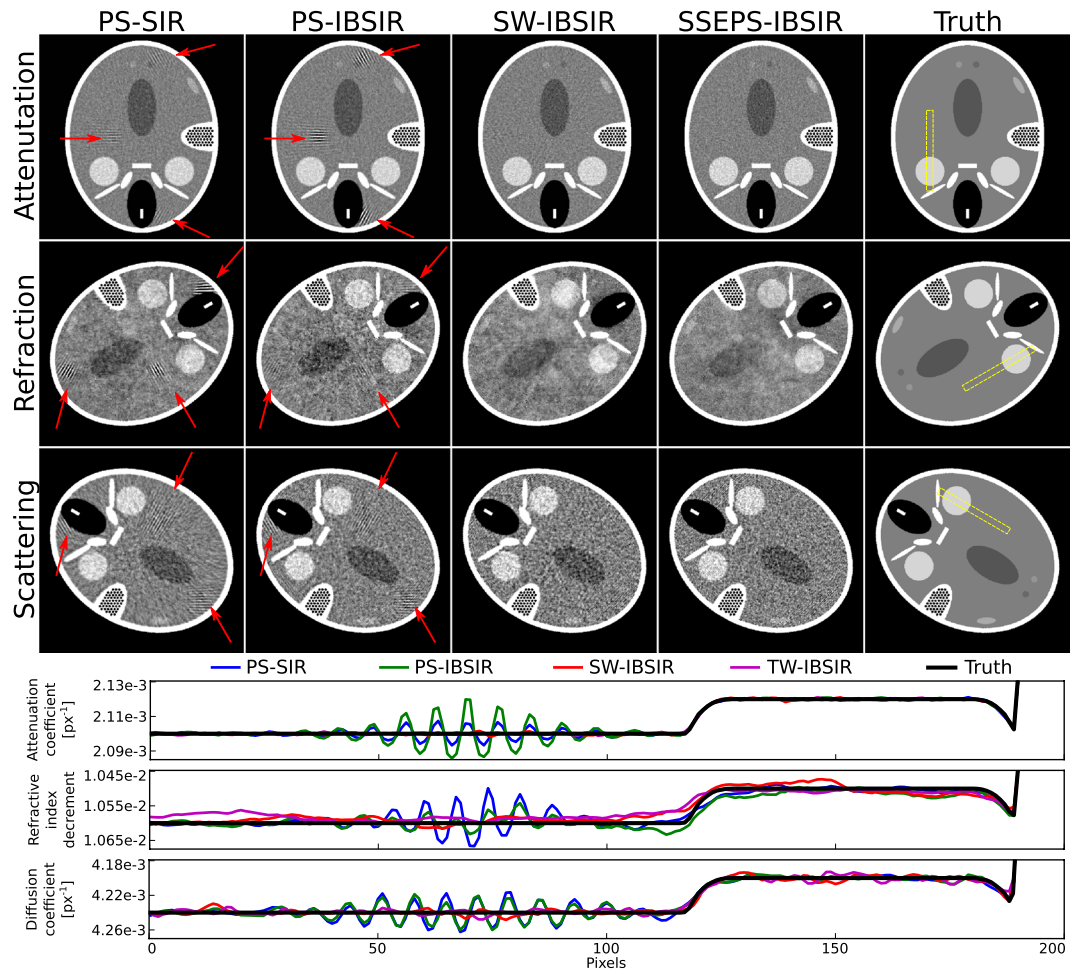 PS-SIR PS-IBSIR SW-IBSIR SSEPS-IBSIR Truth
Attenutation
Refraction
Scattering
PS-SIR PS-IBSIR SW-IBSIR TW-IBSIR Truth
Attenuation
coefficient
[px⁻¹]
2.13e-3
2.11e-3
2.09e-3
Refractive
index
decrement
1.045e-2
1.055e-2
1.065e-2
Diffusion
coefficient
[px⁻¹]
4.18e-3
4.22e-3
4.26e-3
0 50 100 150 200
Pixels